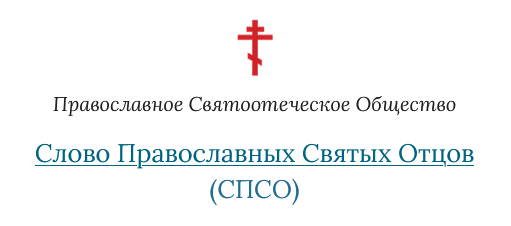 Православное Святоотеческое Общество
Слово Православных Святых Отцов
(СПСО)